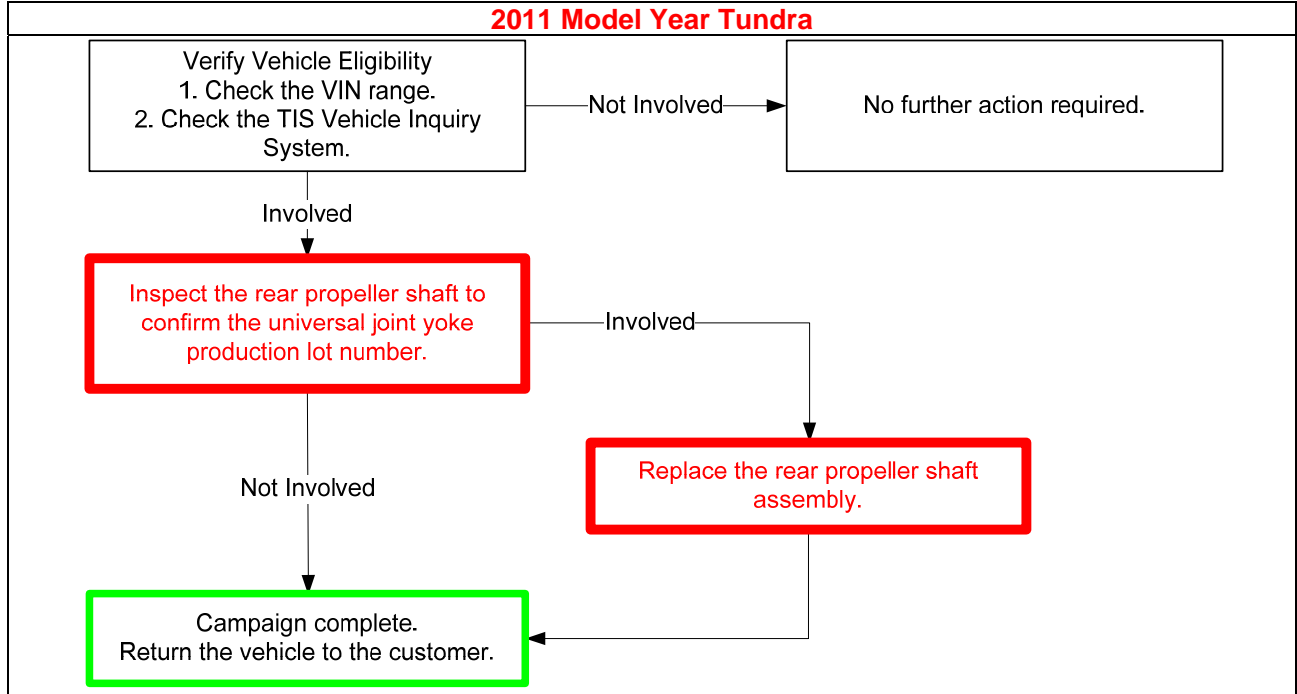 2011 Model Year Tundra
Verify Vehicle Eligibility
1. Check the VIN range.
2. Check the TIS Vehicle Inquiry
System.
Not Involved
No further action required.
Involved
Inspect the rear propeller shaft to
confirm the universal joint yoke
production lot number.
Involved
Replace the rear propeller shaft
assembly.
Not Involved
Campaign complete.
Return the vehicle to the customer.